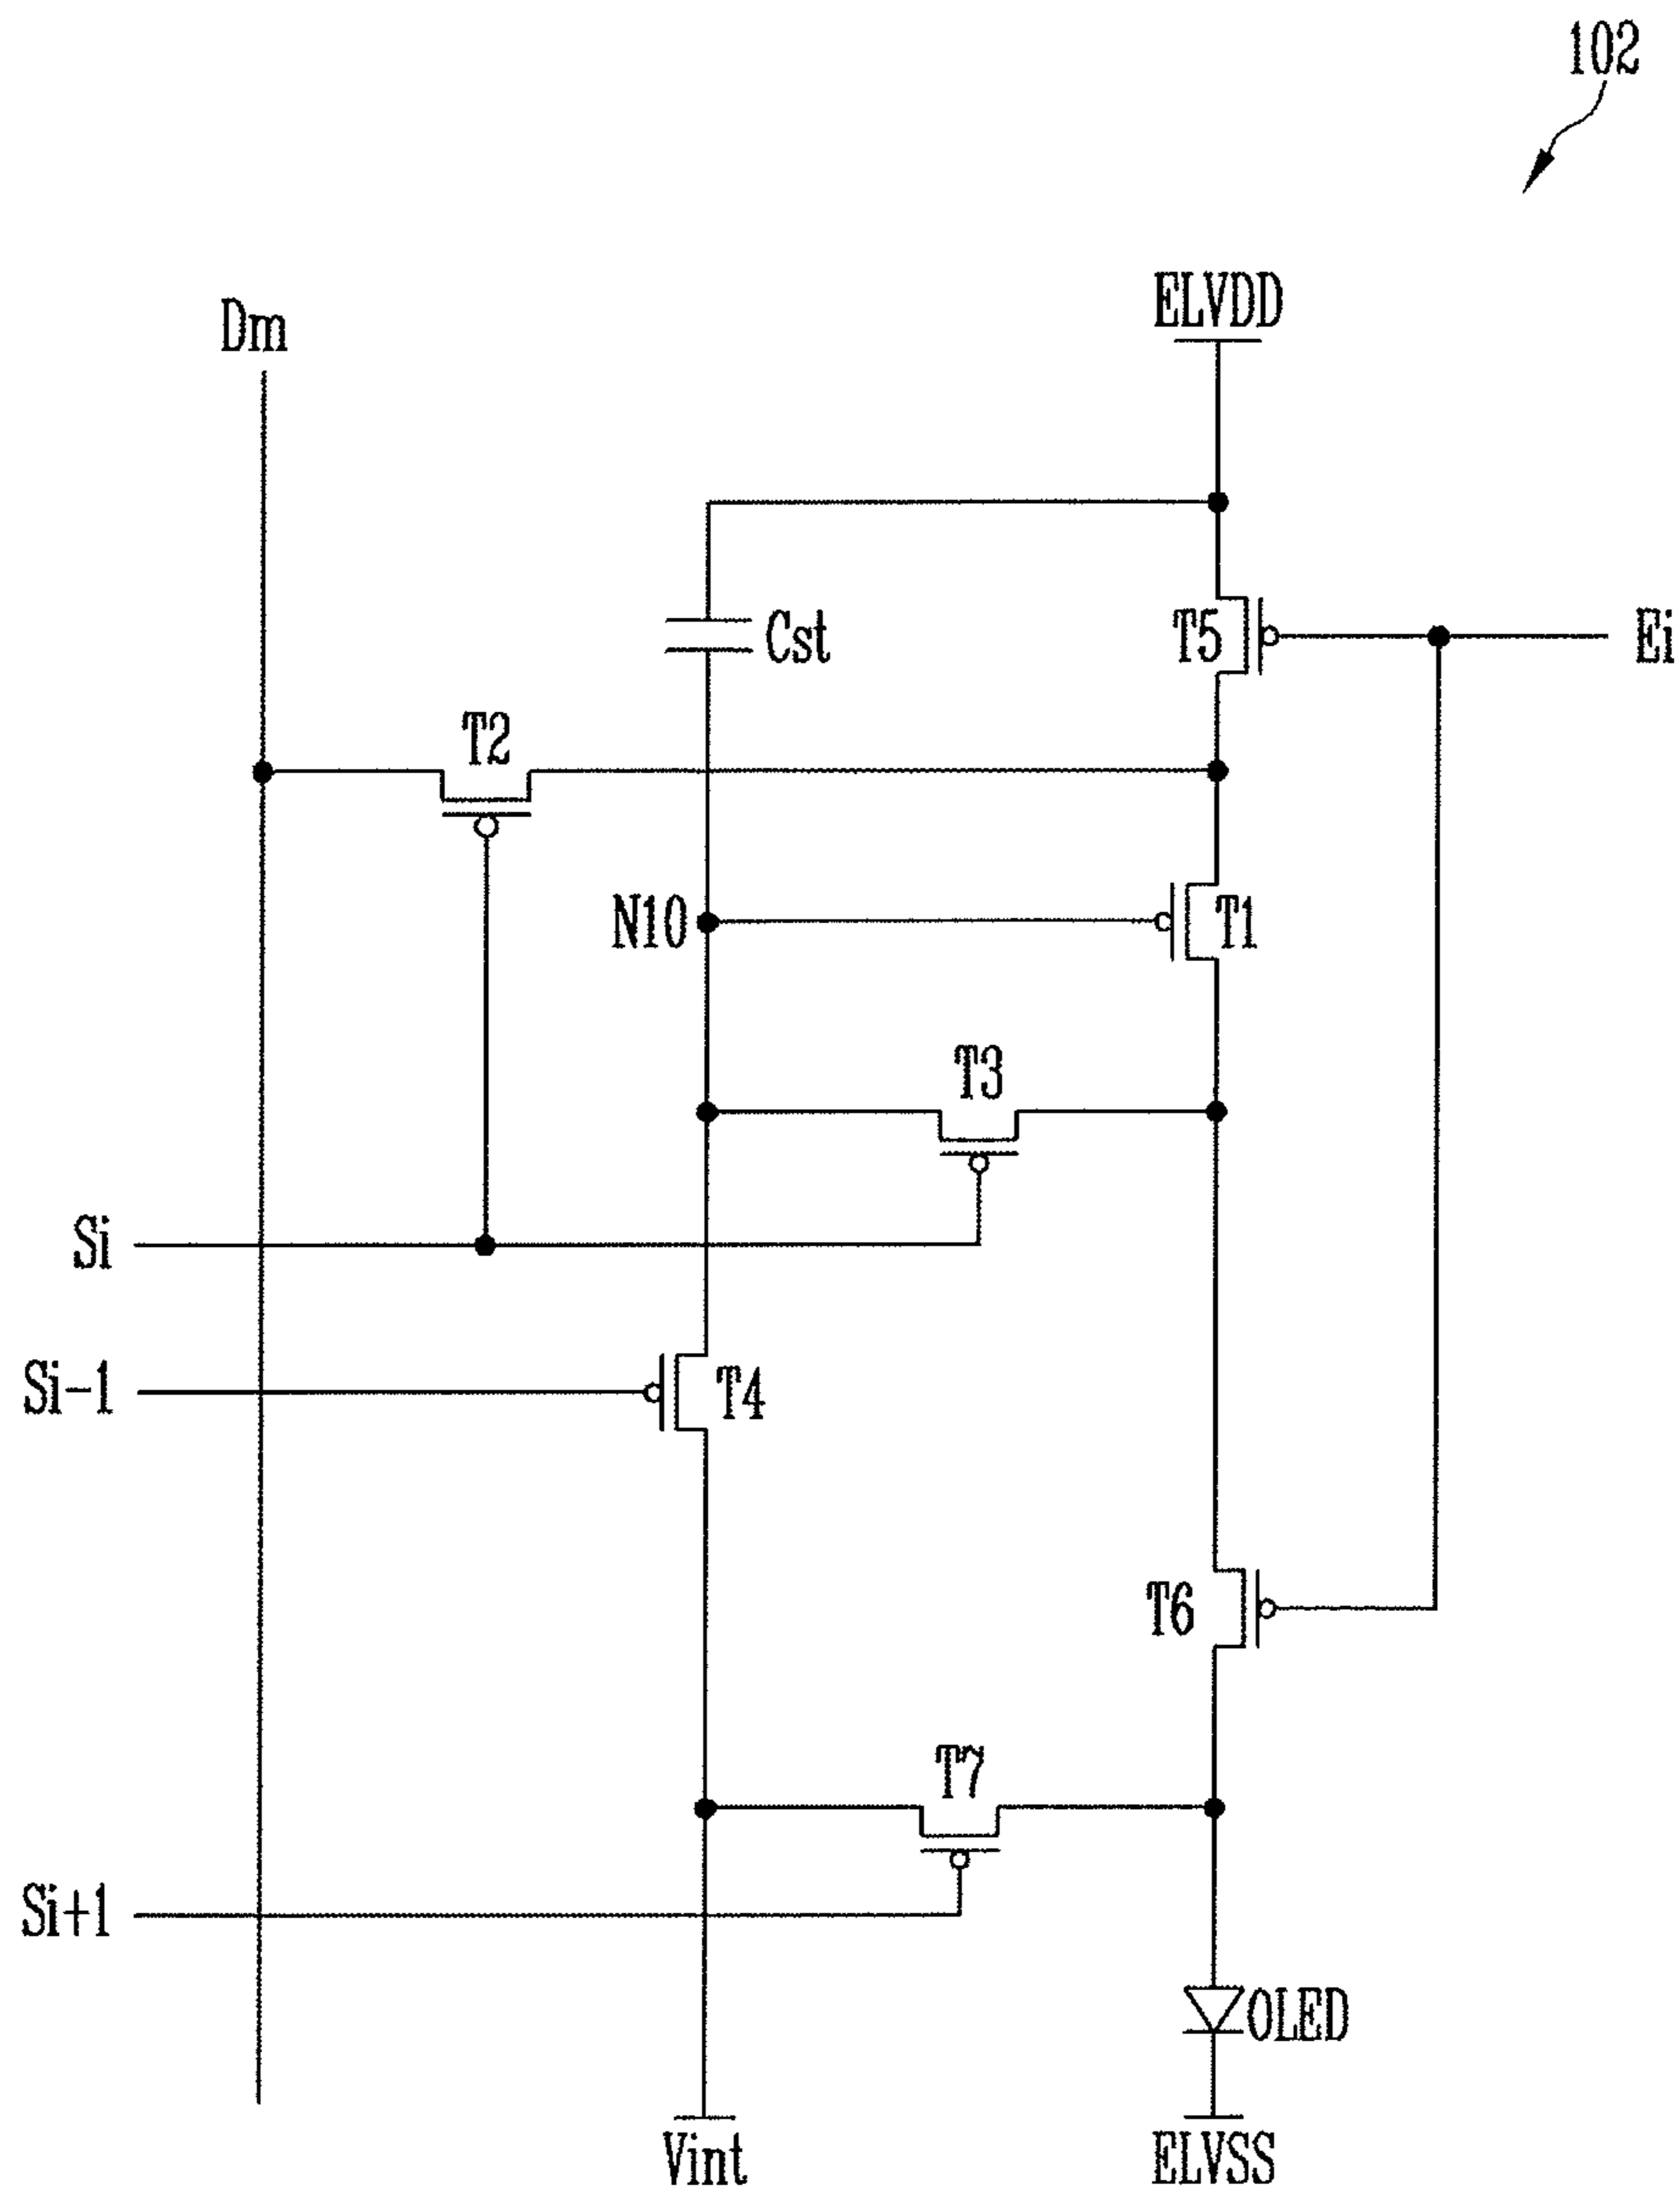 102
ELVDD
Dm
Cst
T5
Ei
T2
N10
T1
T3
Si
Si-1
T4
T6
T7
Si+1
OLED
Vint
ELVSS